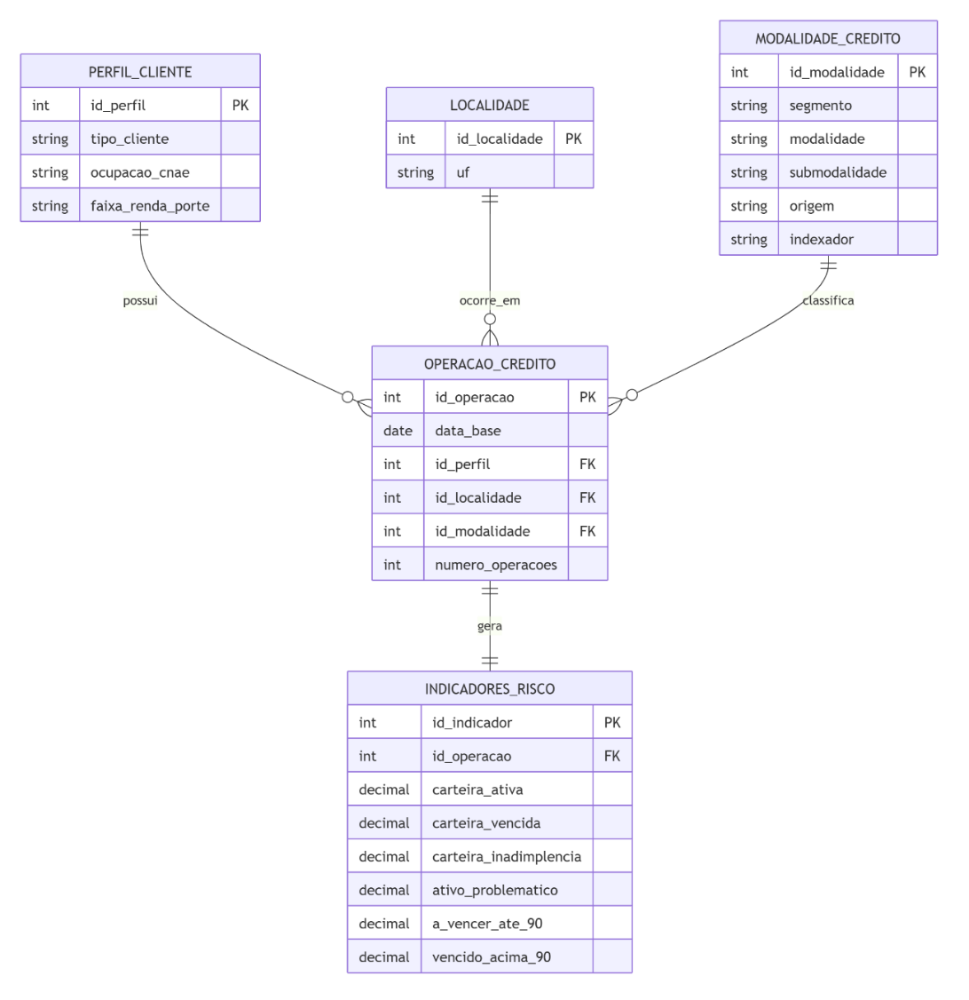 PERFIL_CLIENTE
int id_perfil PK
string tipo_cliente
string ocupacao_cnae
string faixa_renda_porte
LOCALIDADE
int id_localidade PK
string uf
MODALIDADE_CREDITO
int id_modalidade PK
string segmento
string modalidade
string submodalidade
string origem
string indexador
possui
ocorre_em
classifica
OPERACAO_CREDITO
int id_operacao PK
date data_base
int id_perfil FK
int id_localidade FK
int id_modalidade FK
int numero_operacoes
gera
INDICADORES_RISCO
int id_indicador PK
int id_operacao FK
decimal carteira_ativa
decimal carteira_vencida
decimal carteira_inadimplencia
decimal ativo_problematico
decimal a_vencer_ate_90
decimal vencido_acima_90